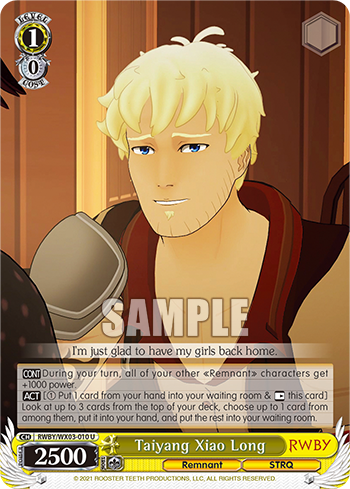 LEVEL
1
0
COST
SAMPLE
I'm just glad to have my girls back home.
CONT During your turn, all of your other «Remnant» characters get
+1000 power.
ACT [① Put 1 card from your hand into your waiting room & this card]
Look at up to 3 cards from the top of your deck, choose up to 1 card from
among them, put it into your hand, and put the rest into your waiting room.
CH RWBY/WX03-010 U
Taiyang Xiao Long
RWBY
POWER
2500
Remnant
STRQ
© 2021 ROOSTER TEETH PRODUCTIONS, LLC, ALL RIGHTS RESERVED.